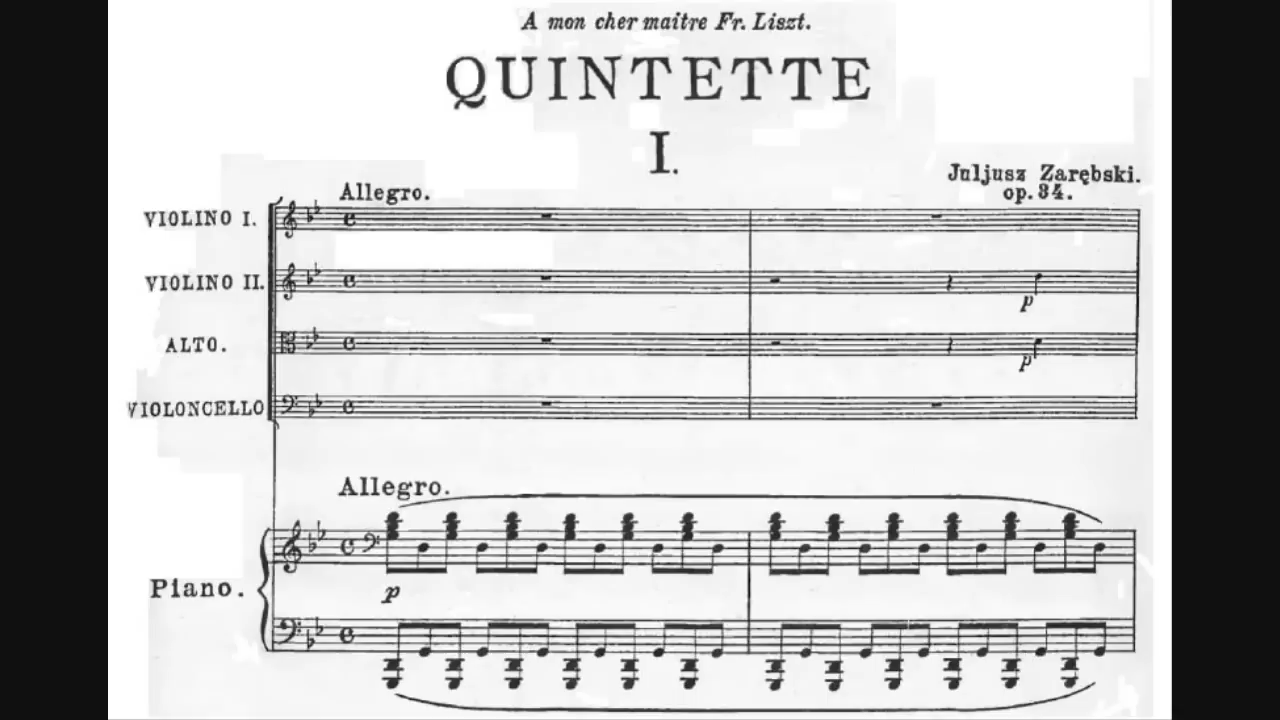 A mon cher maitre Fr. Liszt.
QUINTETTE
I.
Juljusz Zarębski.
op. 34.
Allegro.
VIOLINO I.
VIOLINO II.
p
ALTO.
p
VIOLONCELLO
Allegro.
Piano.
p